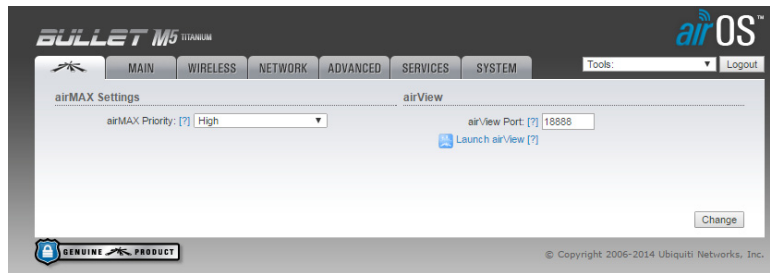 BULLET M5 TITANIUM
airOS™
MAIN WIRELESS NETWORK ADVANCED SERVICES SYSTEM Tools: Logout
airMAX Settings
airMAX Priority: [?] High
airView
airView Port: [?] 18888
Launch airView [?]
Change
GENUINE PRODUCT
© Copyright 2006-2014 Ubiquiti Networks, Inc.